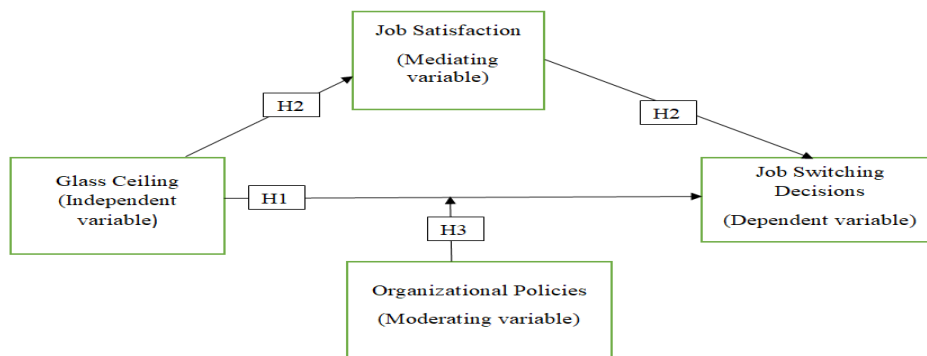 Job Satisfaction
(Mediating
variable)
H2
H2
Glass Ceiling
(Independent
variable)
H1
Job Switching
Decisions
(Dependent variable)
H3
Organizational Policies
(Moderating variable)